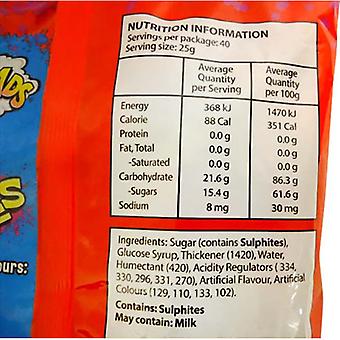 NUTRITION INFORMATION
Servings per package: 40
Serving size: 25g
Average Quantity per Serving Average Quantity per 100g
Energy 368 kJ 1470 kJ
Calorie 88 Cal 351 Cal
Protein 0.0 g 0.0 g
Fat, Total 0.0 g 0.0 g
-Saturated 0.0 g 0.0 g
Carbohydrate 21.6 g 86.3 g
-Sugars 15.4 g 61.6 g
Sodium 8 mg 30 mg
Ingredients: Sugar (contains Sulphites),
Glucose Syrup, Thickener (1420), Water,
Humectant (420), Acidity Regulators ( 334,
330, 296, 331, 270), Artificial Flavour, Artificial
Colours (129, 110, 133, 102).
Contains: Sulphites
May contain: Milk
ours: